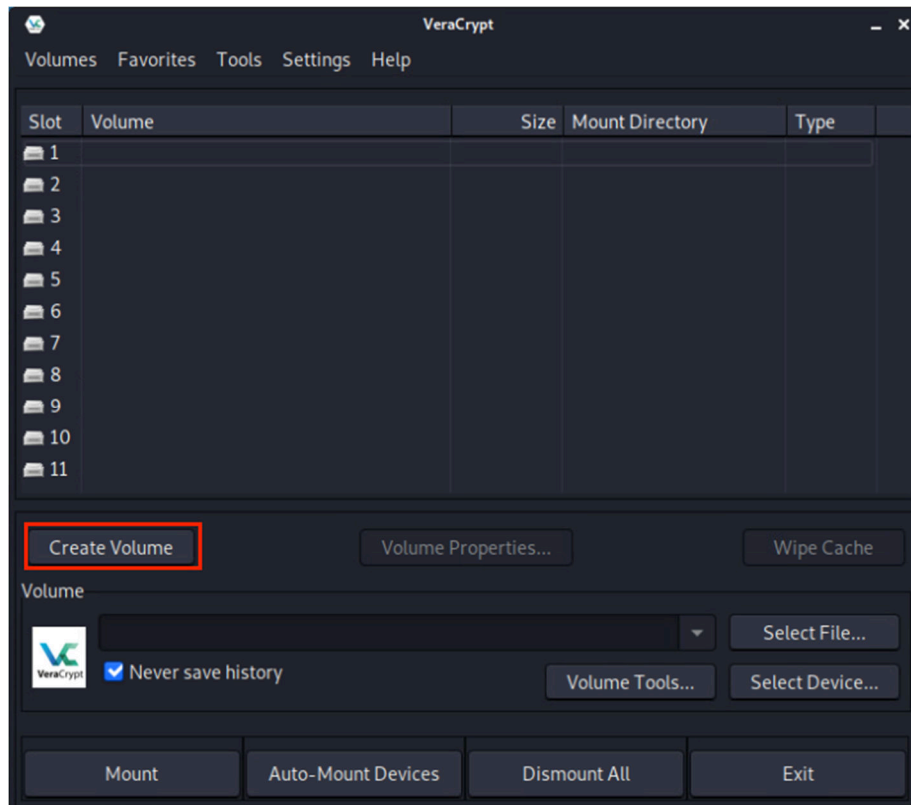 VeraCrypt
Volumes Favorites Tools Settings Help
Slot Volume Size Mount Directory Type
1
2
3
4
5
6
7
8
9
10
11
Create Volume Volume Properties... Wipe Cache
Volume
Select File...
VeraCrypt Never save history
Volume Tools... Select Device...
Mount Auto-Mount Devices Dismount All Exit